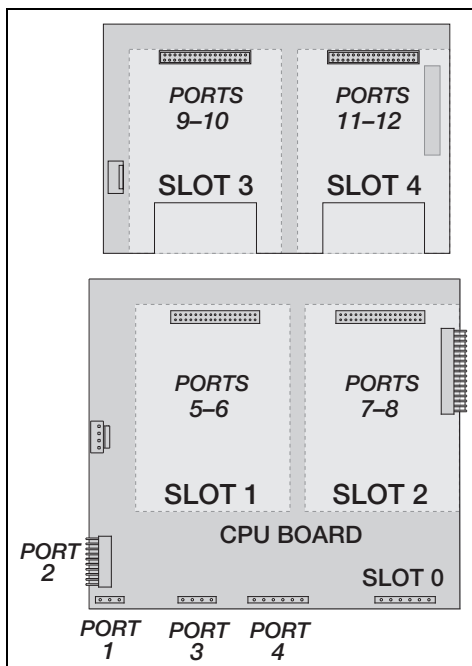 PORTS
9–10
PORTS
11–12
SLOT 3
SLOT 4
PORTS
5–6
PORTS
7–8
SLOT 1
SLOT 2
CPU BOARD
PORT
2
SLOT 0
PORT
1
PORT
3
PORT
4